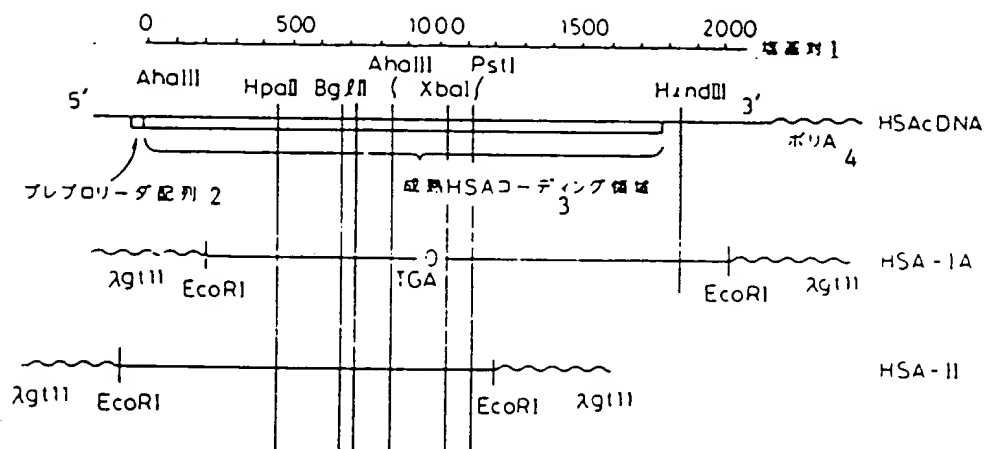 0 500 1000 1500 2000 塩基対1
AhaIII PstI
AhaIII HpaII BglII XbaI HindIII
5' 3' HSAcDNA
ポリA 4
プレプロリーダ配列 2 成熟HSAコーディング領域 3
λgt11 EcoRI TGA EcoRI λgt11 HSA-IA
λgt11 EcoRI EcoRI λgt11 HSA-II